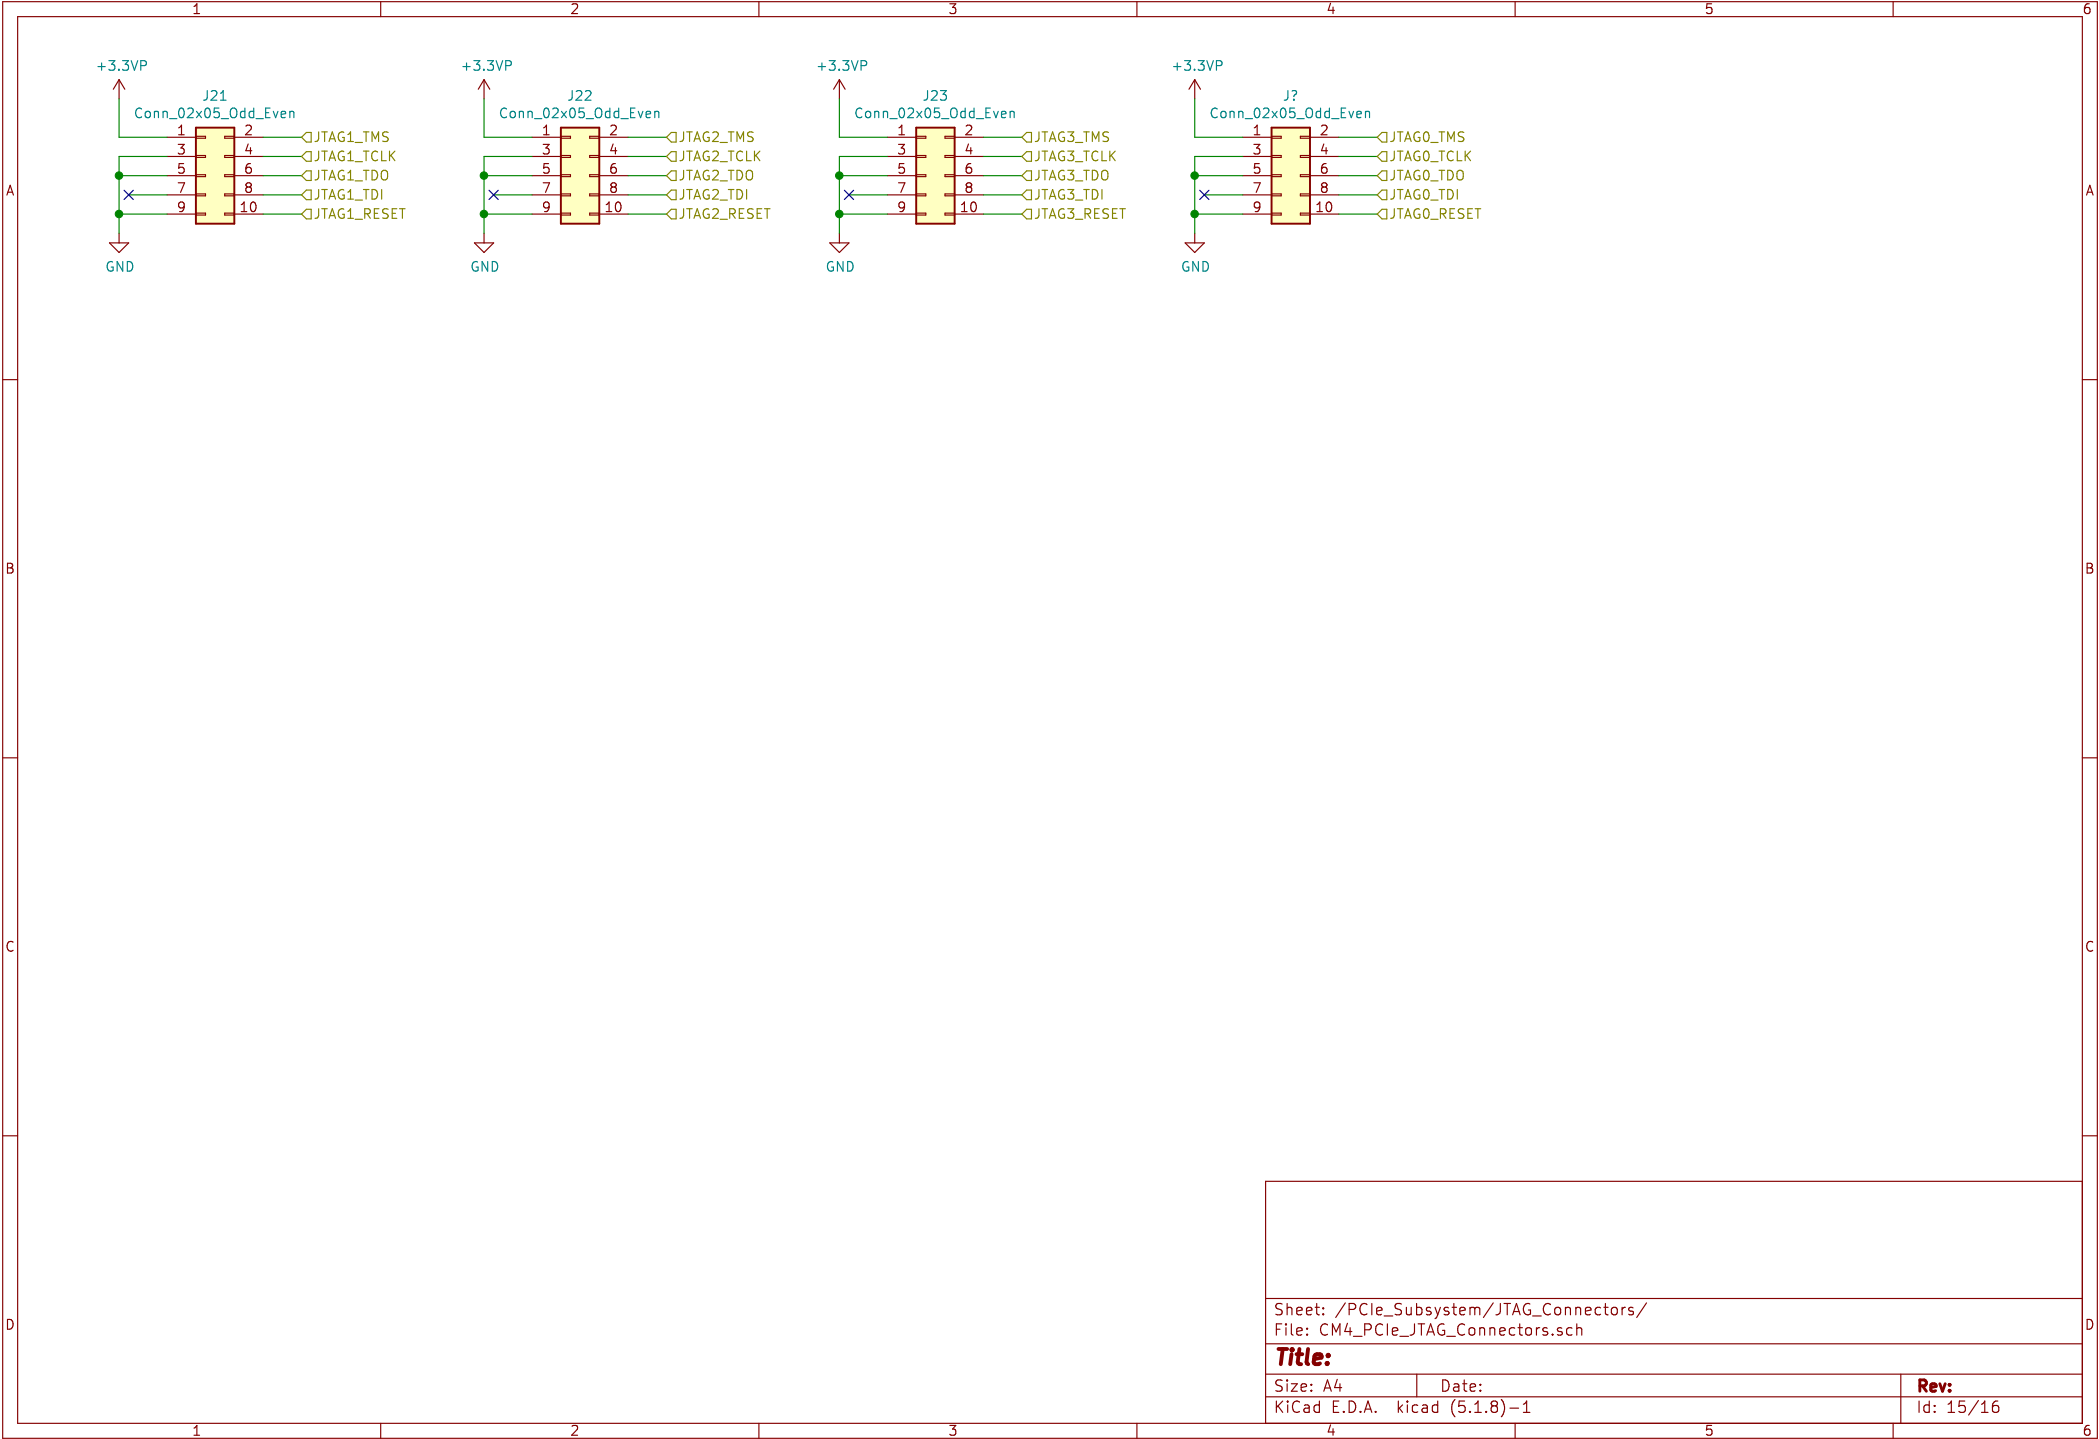 1 2 3 4 5 6
+3.3VP +3.3VP +3.3VP +3.3VP
J21 J22 J23 J?
Conn_02x05_Odd_Even Conn_02x05_Odd_Even Conn_02x05_Odd_Even Conn_02x05_Odd_Even
1 2 JTAG1_TMS 1 2 JTAG2_TMS 1 2 JTAG3_TMS 1 2 JTAG0_TMS
3 4 JTAG1_TCLK 3 4 JTAG2_TCLK 3 4 JTAG3_TCLK 3 4 JTAG0_TCLK
5 6 JTAG1_TDO 5 6 JTAG2_TDO 5 6 JTAG3_TDO 5 6 JTAG0_TDO
A 7 8 JTAG1_TDI 7 8 JTAG2_TDI 7 8 JTAG3_TDI 7 8 JTAG0_TDI A
9 10 JTAG1_RESET 9 10 JTAG2_RESET 9 10 JTAG3_RESET 9 10 JTAG0_RESET
GND GND GND GND
B B
C C
Sheet: /PCIe_Subsystem/JTAG_Connectors/
D D
File: CM4_PCIe_JTAG_Connectors.sch
Title:
Size: A4 Date: Rev:
KiCad E.D.A. kicad (5.1.8)-1 Id: 15/16
1 2 3 4 5 6